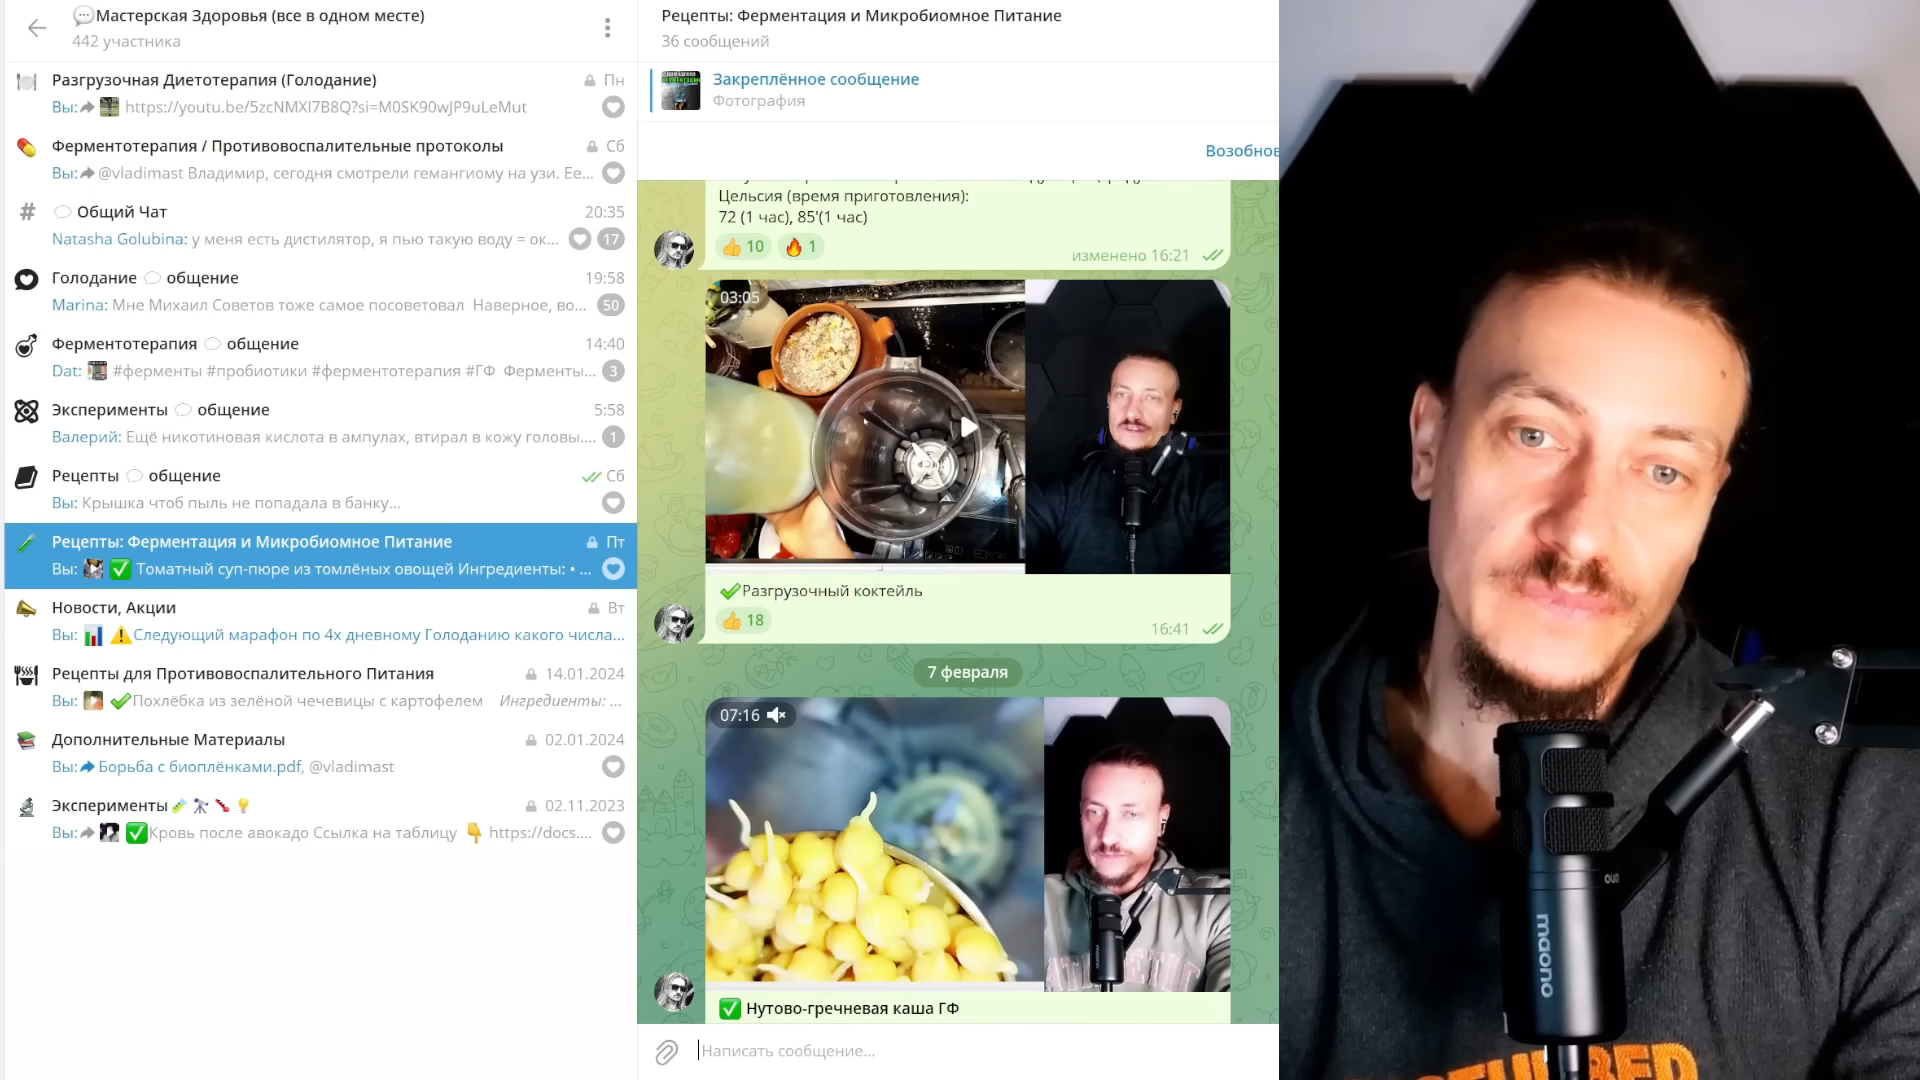 Мастерская Здоровья (все в одном месте)
442 участника
Разгрузочная Диетотерапия (Голодание)
Пн
Вы: https://youtu.be/5zcNMXI7B8Q?si=M0SK90wJP9uLeMut
Ферментотерапия / Противовоспалительные протоколы
Сб
Вы: @vladimast Владимир, сегодня смотрели гемангиому на узи. Ее...
# Общий Чат
20:35
Natasha Golubina: у меня есть дистилятор, я пью такую воду = ок...
17
Голодание общение
19:58
Marina: Мне Михаил Советов тоже самое посоветовал Наверное, во...
50
Ферментотерапия общение
14:40
Dat: #ферменты #пробиотики #ферментотерапия #ГФ Ферменты...
3
Эксперименты общение
5:58
Валерий: Ещё никотиновая кислота в ампулах, втирал в кожу головы....
1
Рецепты общение
Сб
Вы: Крышка чтоб пыль не попадала в банку...
Рецепты: Ферментация и Микробиомное Питание
Пт
Вы: Томатный суп-пюре из томлёных овощей Ингредиенты: • ...
Новости, Акции
Вт
Вы: Следующий марафон по 4х дневному Голоданию какого числа...
Рецепты для Противовоспалительного Питания
14.01.2024
Вы: Похлёбка из зелёной чечевицы с картофелем Ингредиенты: ...
Дополнительные Материалы
02.01.2024
Вы: Борьба с биоплёнками.pdf, @vladimast
Эксперименты
02.11.2023
Вы: Кровь после авокадо Ссылка на таблицу https://docs....
Рецепты: Ферментация и Микробиомное Питание
36 сообщений
Закреплённое сообщение
Фотография
Возобнов
Цельсия (время приготовления):
72 (1 час), 85'(1 час)
10
1
изменено 16:21
03:05
Разгрузочный коктейль
18
16:41
7 февраля
07:16
Нутово-гречневая каша ГФ
Написать сообщение...
maono